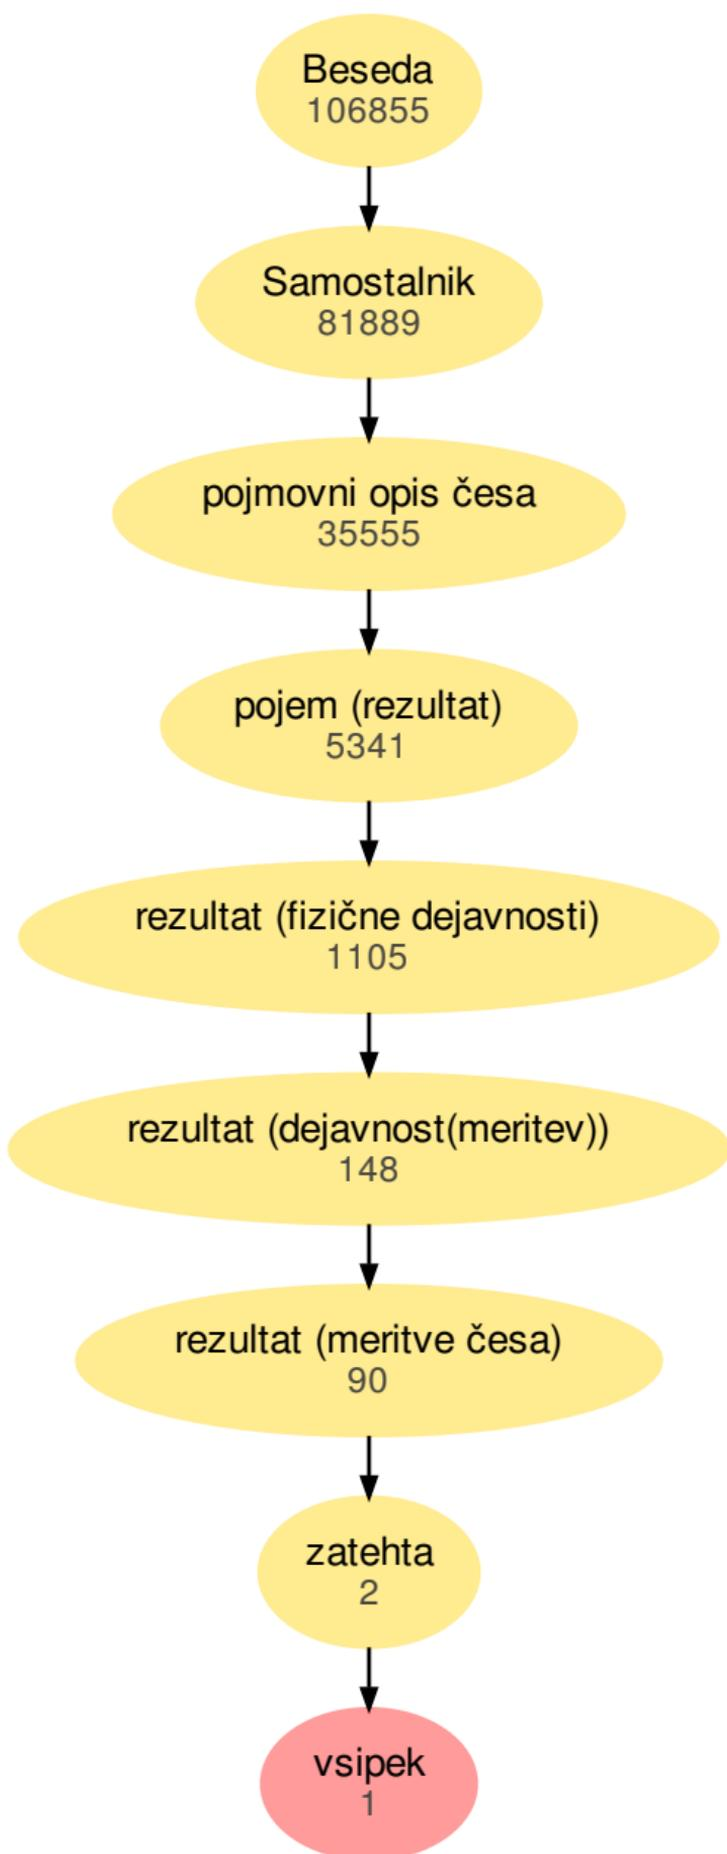 Beseda
106855
Samostalnik
81889
pojmovni opis česa
35555
pojem (rezultat)
5341
rezultat (fizične dejavnosti)
1105
rezultat (dejavnost(meritev))
148
rezultat (meritve česa)
90
zatehta
2
vsipek
1